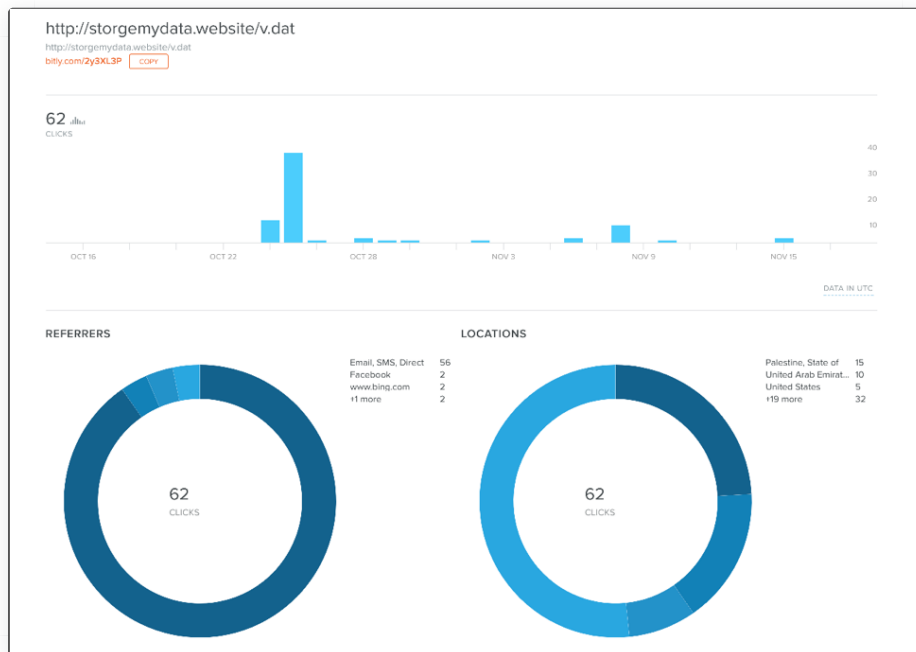 http://storgemydata.website/v.dat
http://storgemydata.website/v.dat
bitly.com/2y3XL3P COPY
62
CLICKS
40
30
20
10
OCT 16 OCT 22 OCT 28 NOV 3 NOV 9 NOV 15
DATA IN UTC
REFERRERS
Email, SMS, Direct 56
Facebook 2
www.bing.com 2
+1 more 2
62
CLICKS
LOCATIONS
Palestine, State of 15
United Arab Emirat... 10
United States 5
+19 more 32
62
CLICKS